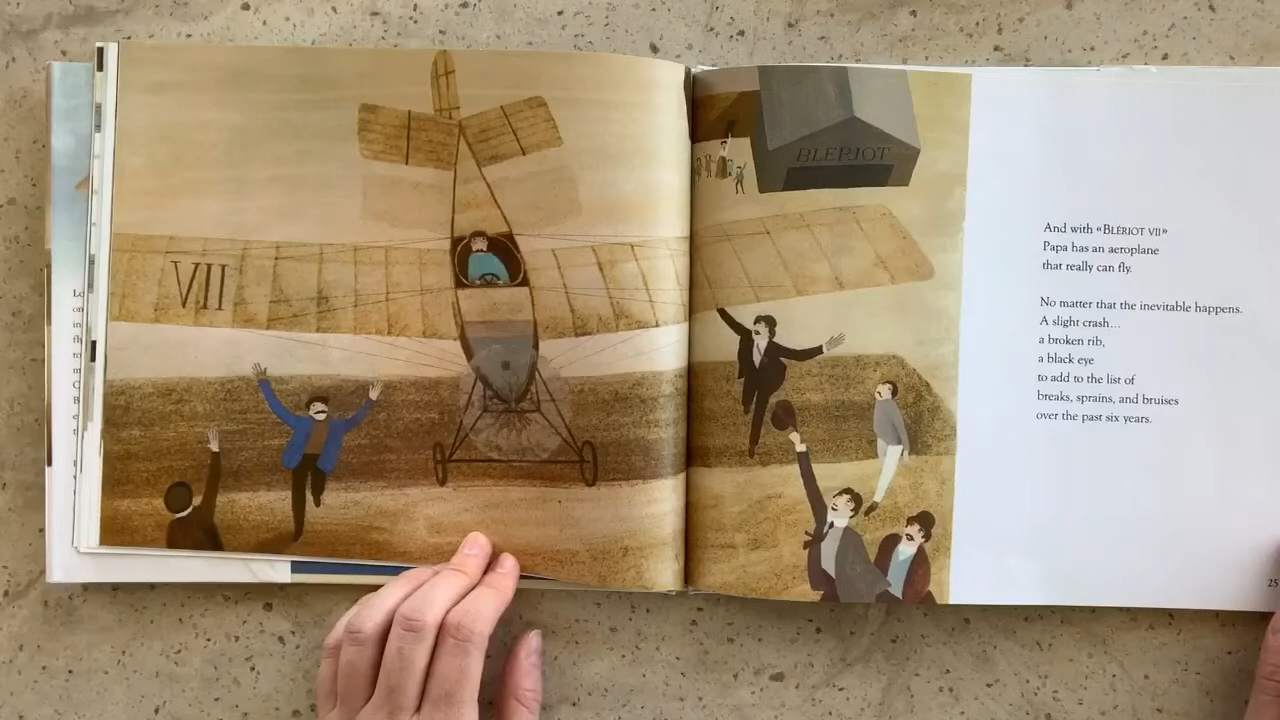 VII
BLERIOT
And with «BLÉRIOT VII»
Papa has an aeroplane
that really can fly.
No matter that the inevitable happens.
A slight crash...
a broken rib,
a black eye
to add to the list of
breaks, sprains, and bruises
over the past six years.
25